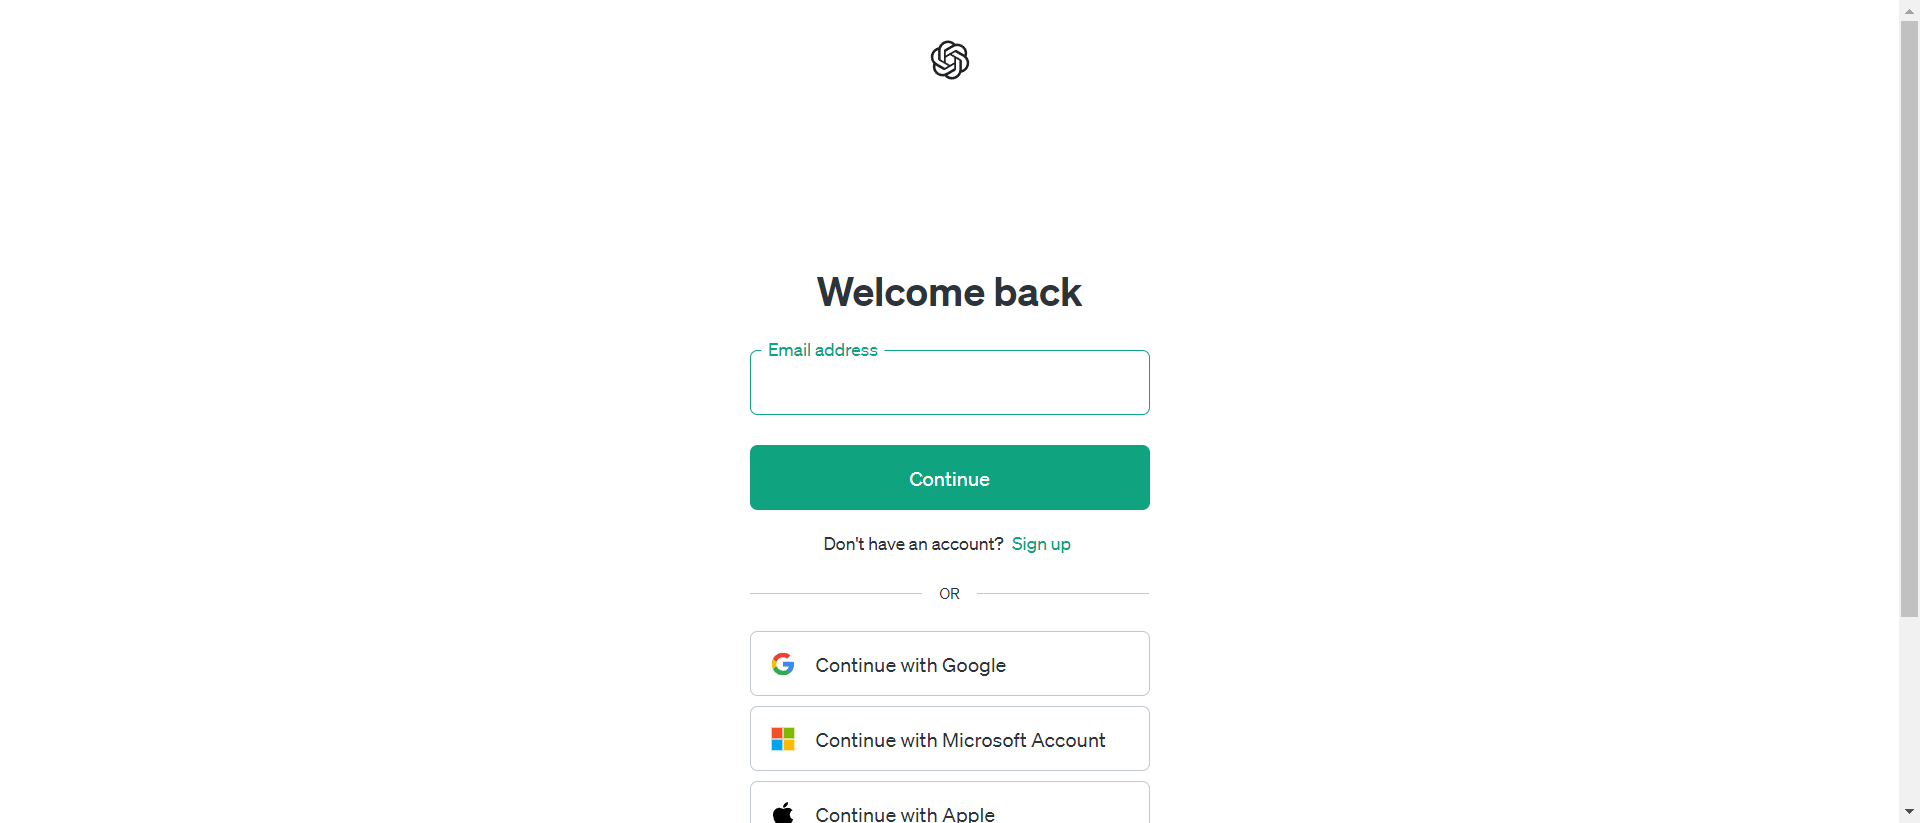 Welcome back
Email address
Continue
Don't have an account? Sign up
OR
Continue with Google
Continue with Microsoft Account
Continue with Apple